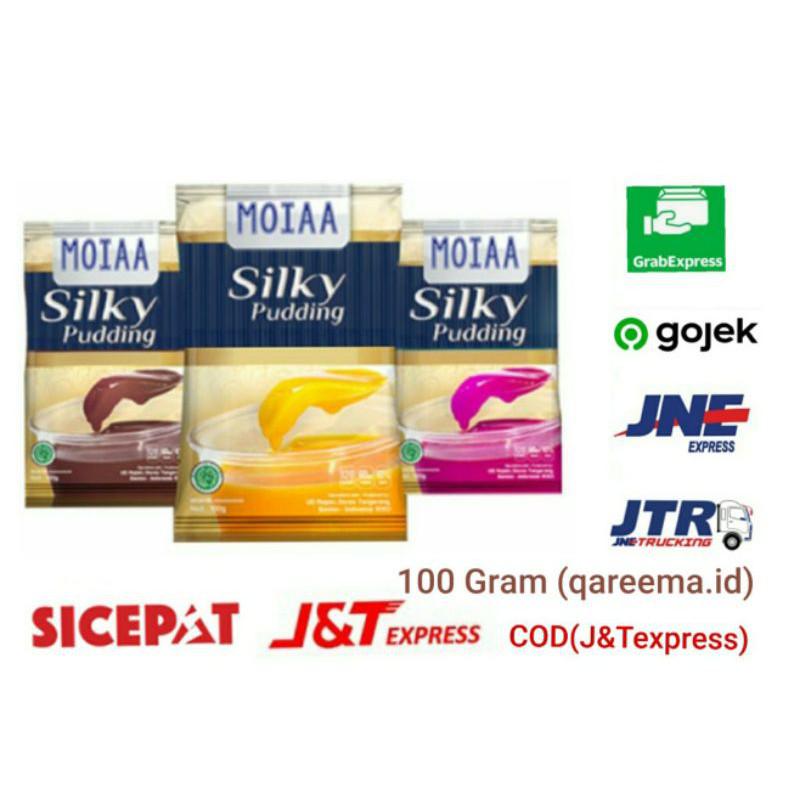 MOIAA
Silky
Pudding
MOIAA
Silky
Pudding
MOIAA
Silky
Pudding
GrabExpress
gojek
JNE
EXPRESS
JTR
JNE TRUCKING
100 Gram (qareema.id)
SICEPAT
J&T EXPRESS
COD(J&Texpress)